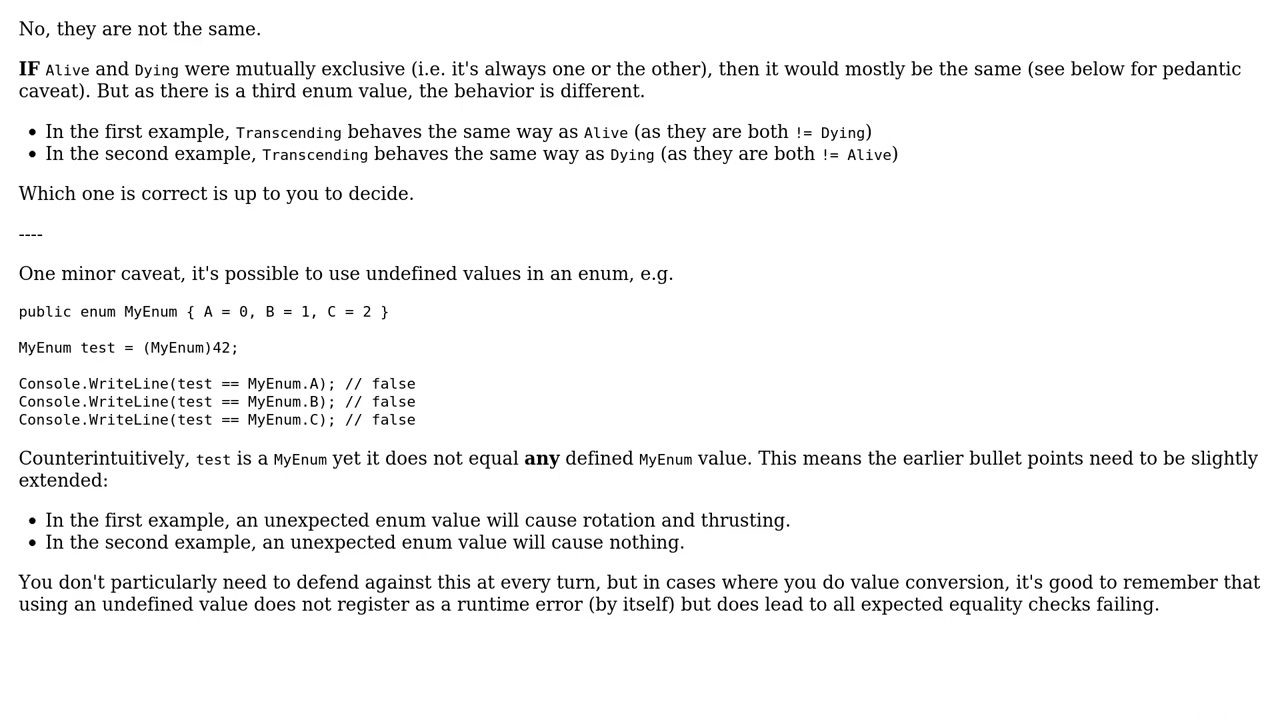 No, they are not the same.
IF Alive and Dying were mutually exclusive (i.e. it's always one or the other), then it would mostly be the same (see below for pedantic
caveat). But as there is a third enum value, the behavior is different.
• In the first example, Transcending behaves the same way as Alive (as they are both != Dying)
• In the second example, Transcending behaves the same way as Dying (as they are both != Alive)
Which one is correct is up to you to decide.
----
One minor caveat, it's possible to use undefined values in an enum, e.g.
public enum MyEnum { A = 0, B = 1, C = 2 }
MyEnum test = (MyEnum)42;
Console.WriteLine(test == MyEnum.A); // false
Console.WriteLine(test == MyEnum.B); // false
Console.WriteLine(test == MyEnum.C); // false
Counterintuitively, test is a MyEnum yet it does not equal any defined MyEnum value. This means the earlier bullet points need to be slightly
extended:
• In the first example, an unexpected enum value will cause rotation and thrusting.
• In the second example, an unexpected enum value will cause nothing.
You don't particularly need to defend against this at every turn, but in cases where you do value conversion, it's good to remember that
using an undefined value does not register as a runtime error (by itself) but does lead to all expected equality checks failing.